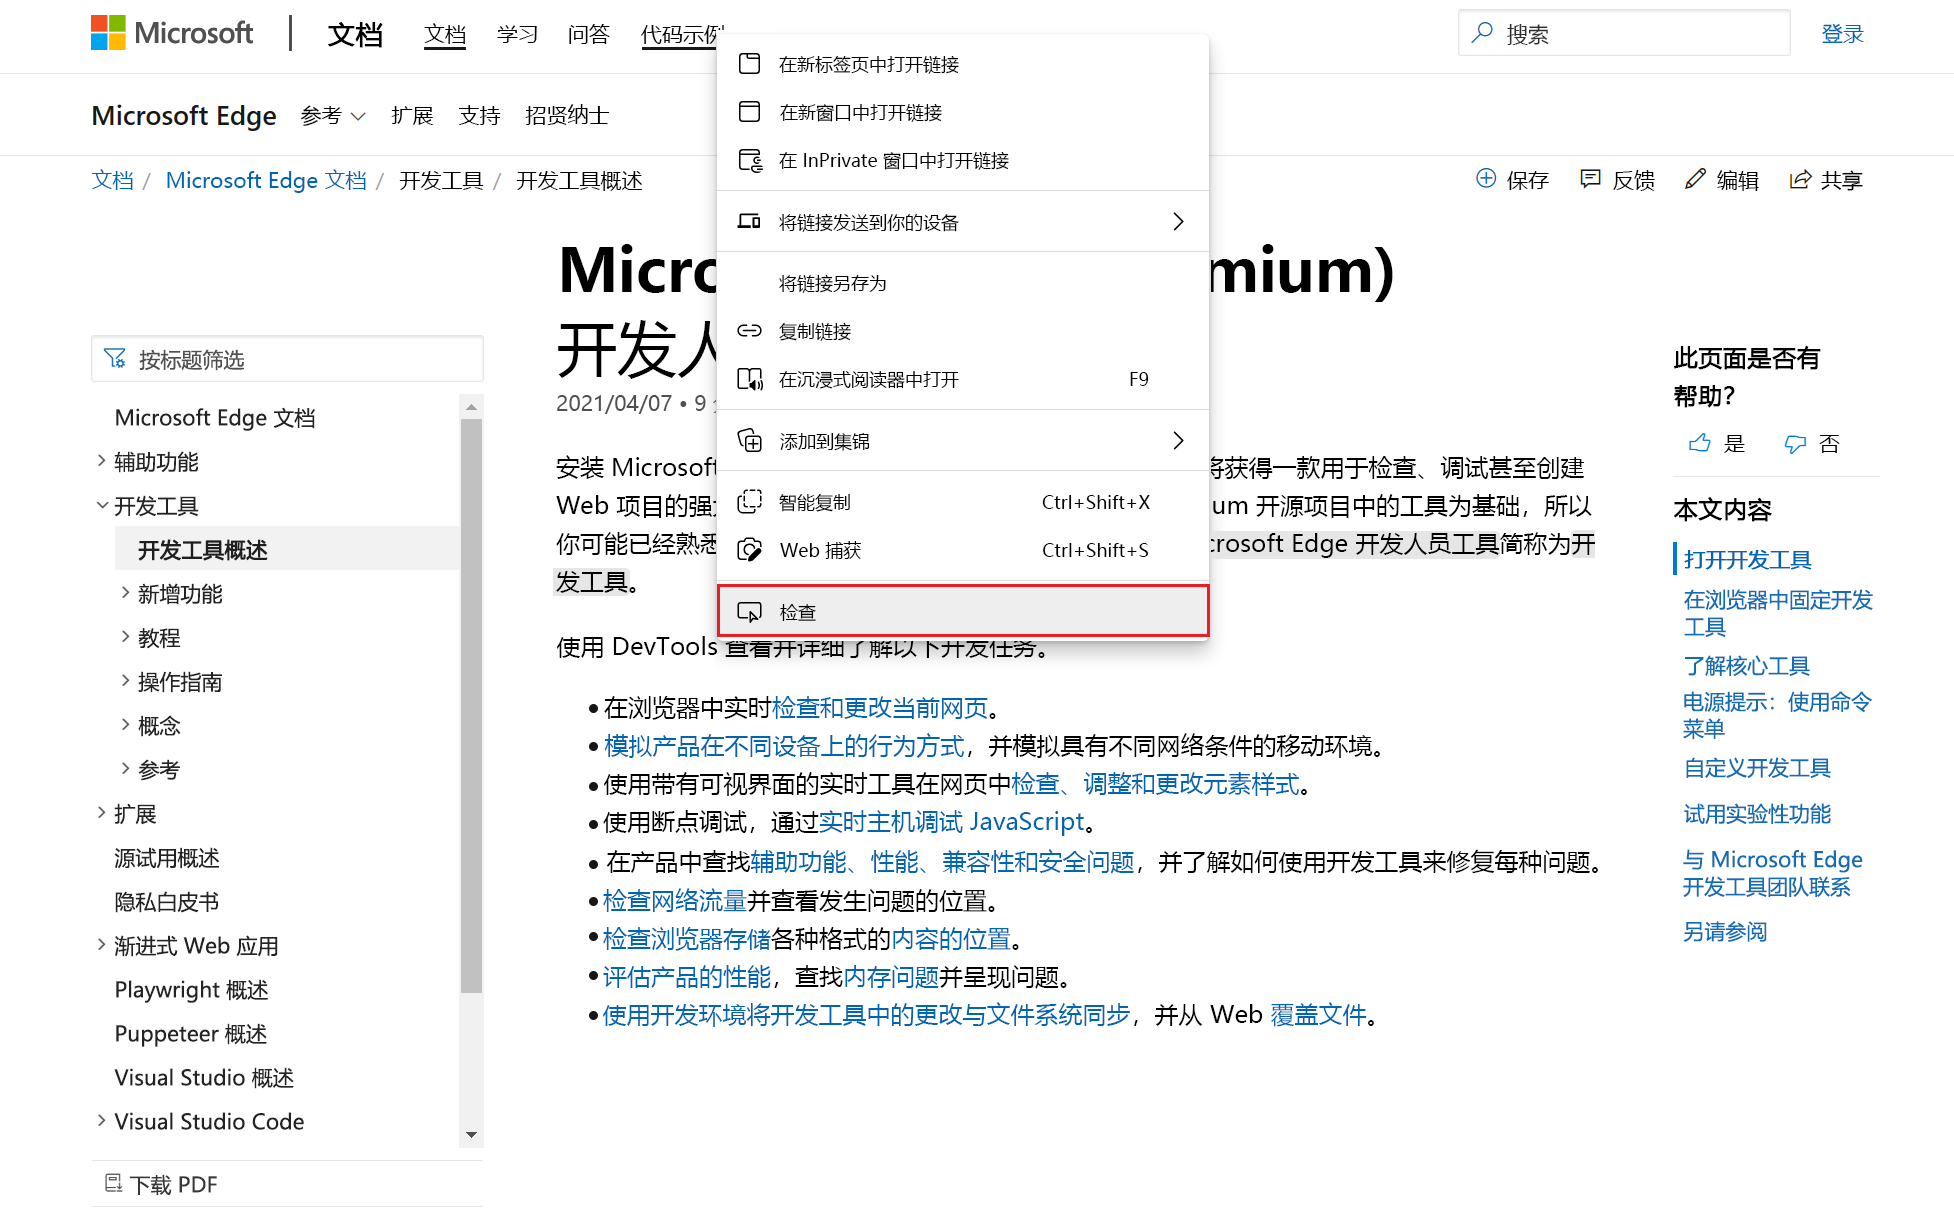 Microsoft
文档
文档 学习 问答 代码示例
搜索
登录
Microsoft Edge 参考 扩展 支持 招贤纳士
文档 / Microsoft Edge 文档 / 开发工具 / 开发工具概述
保存 反馈 编辑 共享
在新标签页中打开链接
在新窗口中打开链接
在 InPrivate 窗口中打开链接
将链接发送到你的设备
将链接另存为
复制链接
在沉浸式阅读器中打开 F9
添加到集锦
智能复制 Ctrl+Shift+X
Web 捕获 Ctrl+Shift+S
检查
按标题筛选
Microsoft Edge 文档
辅助功能
开发工具
开发工具概述
新增功能
教程
操作指南
概念
参考
扩展
源试用概述
隐私白皮书
渐进式 Web 应用
Playwright 概述
Puppeteer 概述
Visual Studio 概述
Visual Studio Code
下载 PDF
Micro mium)
开发人
2021/04/07 • 9
安装 Microsoft 将获得一款用于检查、调试甚至创建
Web 项目的强 um 开源项目中的工具为基础，所以
你可能已经熟悉 crosoft Edge 开发人员工具简称为开
发工具。
使用 DevTools 查看并详细了解以下开发任务。
•在浏览器中实时检查和更改当前网页。
•模拟产品在不同设备上的行为方式，并模拟具有不同网络条件的移动环境。
•使用带有可视界面的实时工具在网页中检查、调整和更改元素样式。
•使用断点调试，通过实时主机调试 JavaScript。
•在产品中查找辅助功能、性能、兼容性和安全问题，并了解如何使用开发工具来修复每种问题。
•检查网络流量并查看发生问题的位置。
•检查浏览器存储各种格式的内容的位置。
•评估产品的性能，查找内存问题并呈现问题。
•使用开发环境将开发工具中的更改与文件系统同步，并从 Web 覆盖文件。
此页面是否有
帮助？
是 否
本文内容
打开开发工具
在浏览器中固定开发
工具
了解核心工具
电源提示：使用命令
菜单
自定义开发工具
试用实验性功能
与 Microsoft Edge
开发工具团队联系
另请参阅